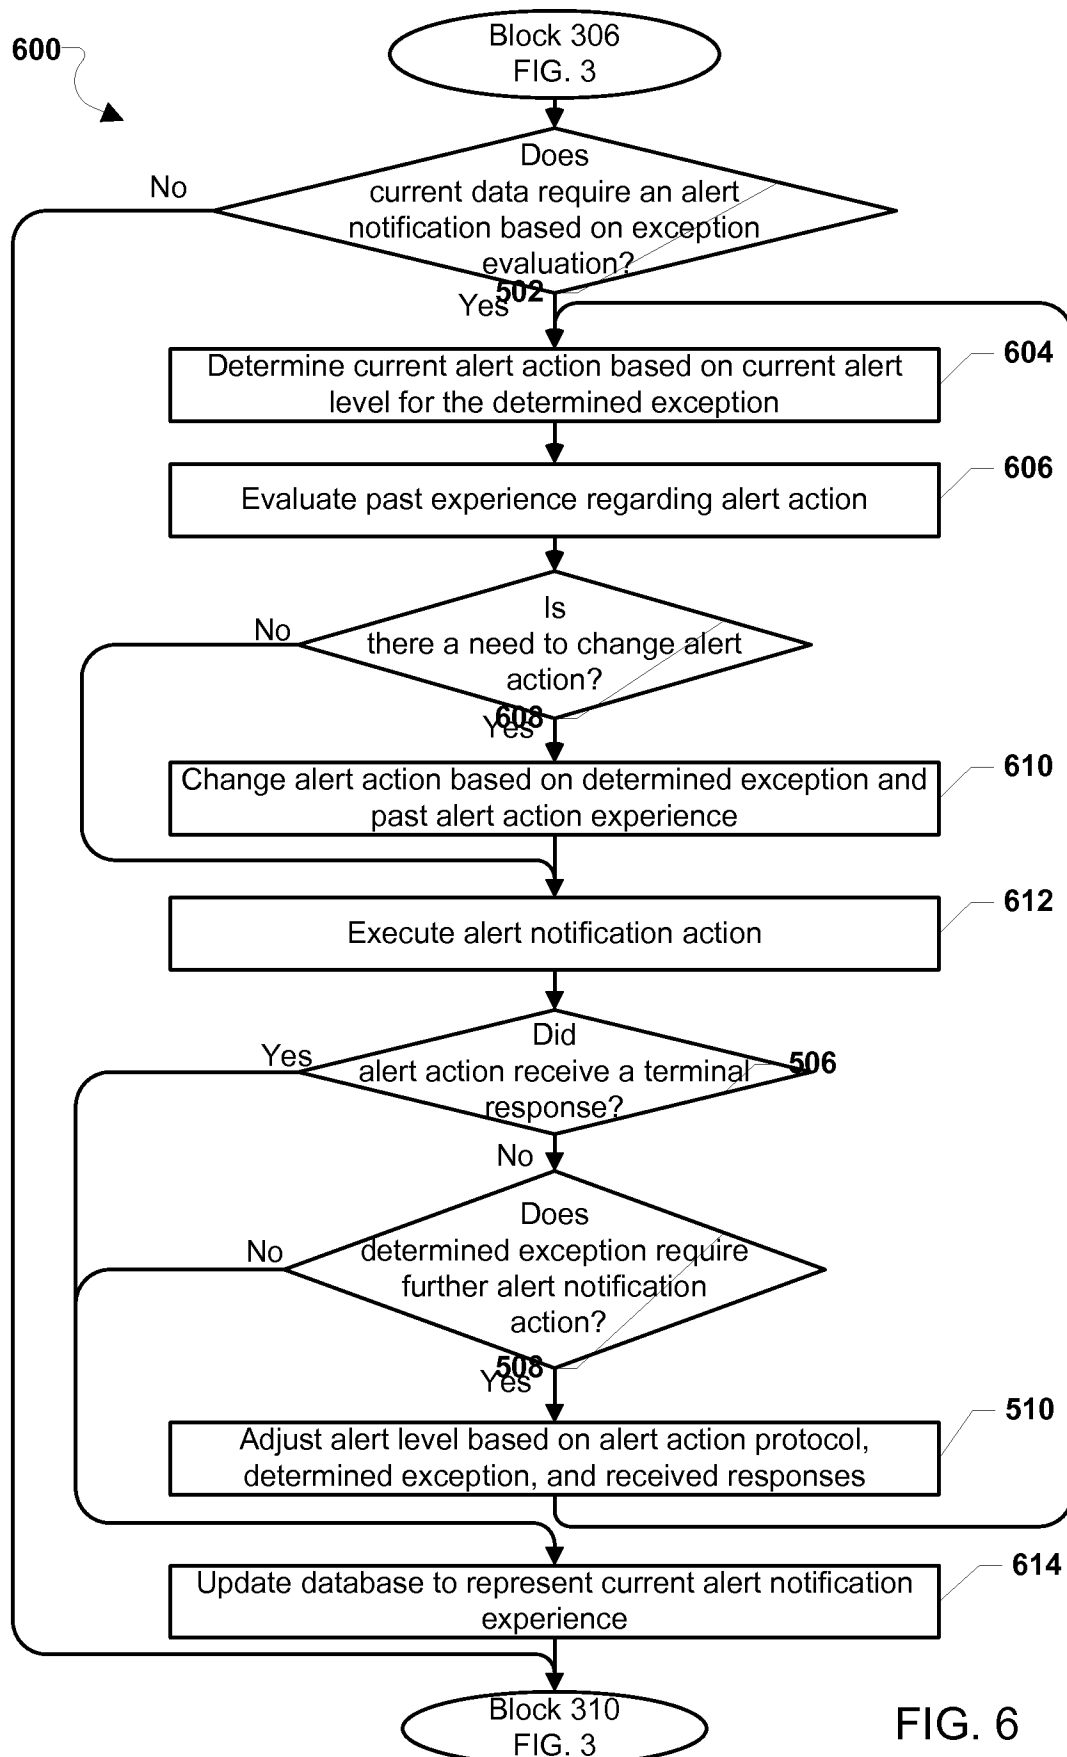 600
Block 306
FIG. 3
Does
current data require an alert
notification based on exception
evaluation?
No
502
Yes
Determine current alert action based on current alert
level for the determined exception
604
Evaluate past experience regarding alert action
606
Is
there a need to change alert
action?
No
608
Yes
Change alert action based on determined exception and
past alert action experience
610
Execute alert notification action
612
Did
alert action receive a terminal
response?
Yes
506
No
Does
determined exception require
further alert notification
action?
No
508
Yes
Adjust alert level based on alert action protocol,
determined exception, and received responses
510
Update database to represent current alert notification
experience
614
Block 310
FIG. 3
FIG. 6